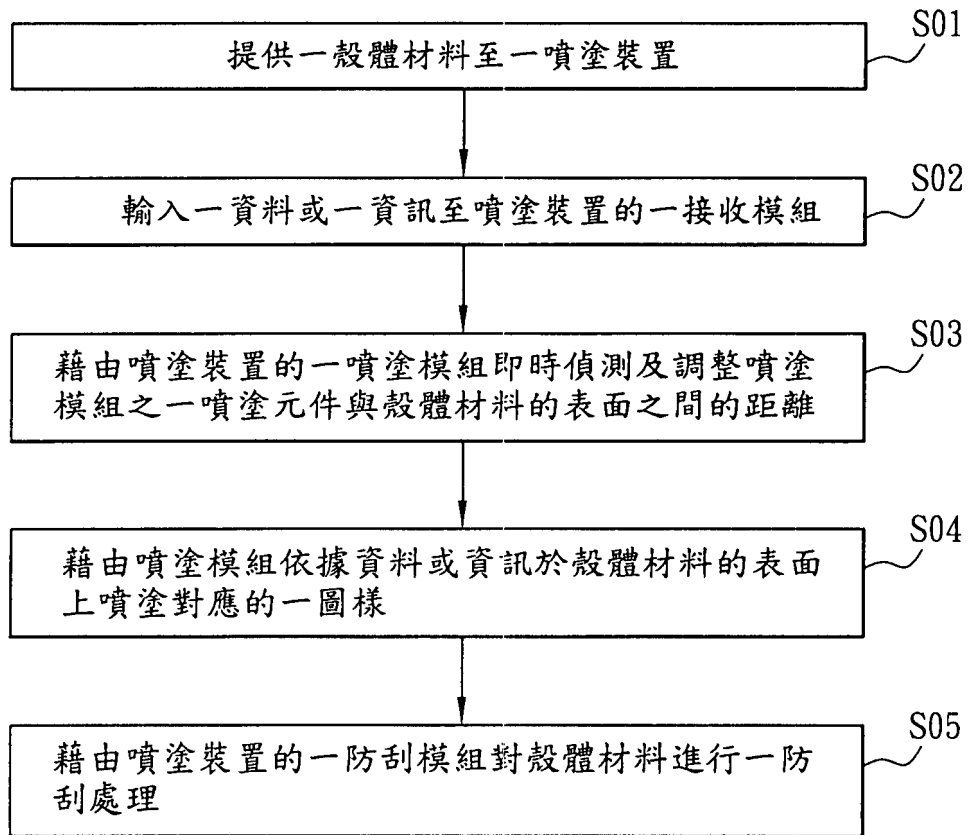 S01
提供一殼體材料至一噴塗裝置
S02
輸入一資料或一資訊至噴塗裝置的一接收模組
S03
藉由噴塗裝置的一噴塗模組即時偵測及調整噴塗
模組之一噴塗元件與殼體材料的表面之間的距離
S04
藉由噴塗模組依據資料或資訊於殼體材料的表面
上噴塗對應的一圖樣
S05
藉由噴塗裝置的一防刮模組對殼體材料進行一防
刮處理